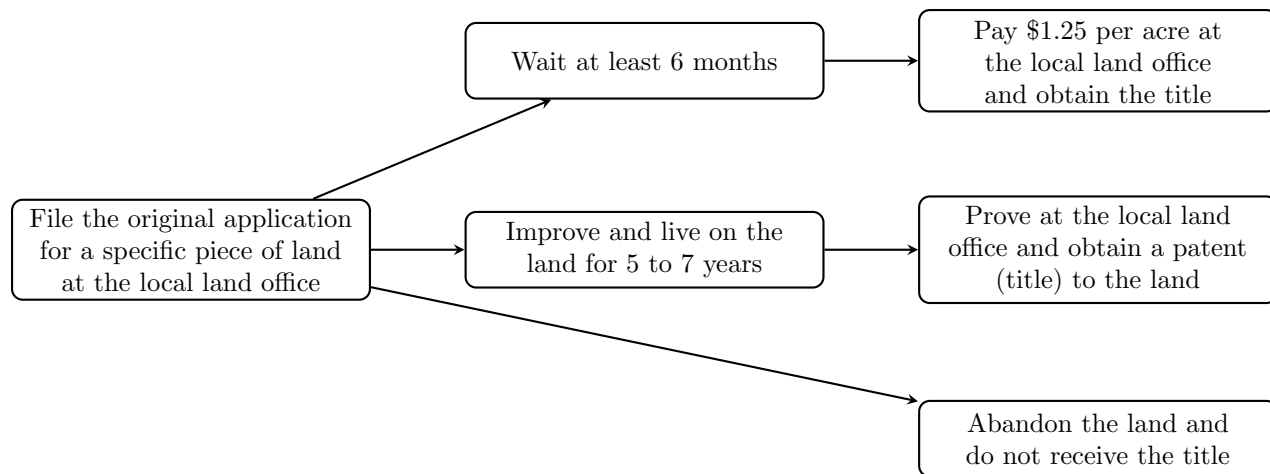 Wait at least 6 months
Pay $1.25 per acre at
the local land office
and obtain the title
File the original application
for a specific piece of land
at the local land office
Improve and live on the
land for 5 to 7 years
Prove at the local land
office and obtain a patent
(title) to the land
Abandon the land and
do not receive the title